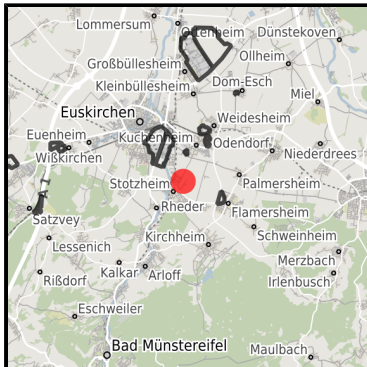 Lommersum
Ottenheim
Dünstekoven
Ollheim
Großbüllesheim
Dom-Esch
Kleinbüllesheim
Miel
Euskirchen
Weidesheim
Euenheim
Kuchenheim
Odendorf
Wißkirchen
Niederdrees
Stotzheim
Palmersheim
Rheder
Flamersheim
Satzvey
Schweinheim
Lessenich
Kirchheim
Merzbach
Kalkar
Arloff
Rißdorf
Irlenbusch
Eschweiler
Bad Münstereifel
Maulbach